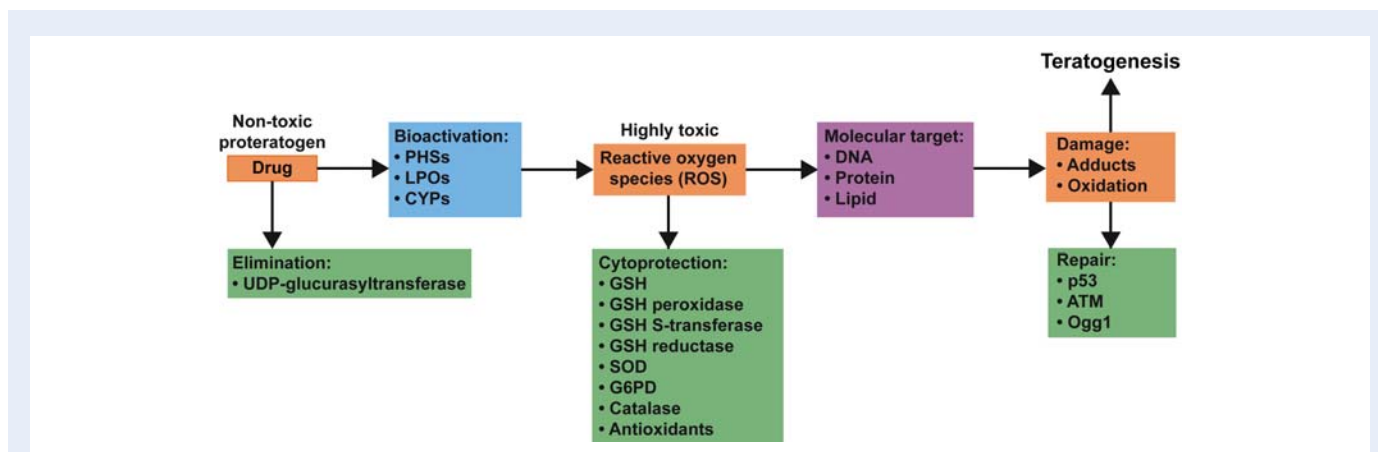 Teratogenesis
Non-toxic
proteratogen
Drug
Bioactivation:
• PHSs
• LPOs
• CYPs
Highly toxic
Reactive oxygen
species (ROS)
Molecular target:
• DNA
• Protein
• Lipid
Damage:
• Adducts
• Oxidation
Elimination:
• UDP-glucurasyltransferase
Cytoprotection:
• GSH
• GSH peroxidase
• GSH S-transferase
• GSH reductase
• SOD
• G6PD
• Catalase
• Antioxidants
Repair:
• p53
• ATM
• Ogg1